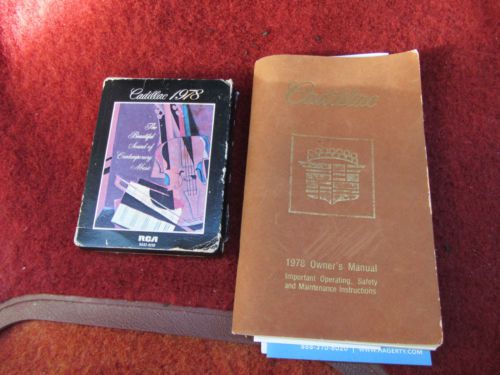 Cadillac 1978
The
Beautiful
Sound of
Contemporary
Music
RCA
Cadillac
1978 Owner's Manual
Important Operating, Safety
and Maintenance Instructions
WWW.HAGERTY.COM